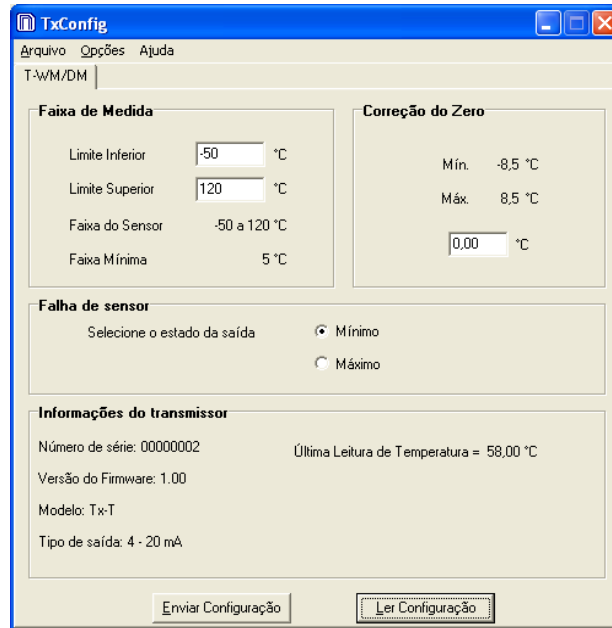 TxConfig
Arquivo Opções Ajuda
T-WM/DM
Faixa de Medida
Limite Inferior -50 °C
Limite Superior 120 °C
Faixa do Sensor -50 a 120 °C
Faixa Mínima 5 °C
Correção do Zero
Mín. -8,5 °C
Máx. 8,5 °C
0,00 °C
Falha de sensor
Selecione o estado da saída Mínimo
Máximo
Informações do transmissor
Número de série: 00000002 Última Leitura de Temperatura = 58,00 °C
Versão do Firmware: 1.00
Modelo: Tx-T
Tipo de saída: 4 - 20 mA
Enviar Configuração Ler Configuração